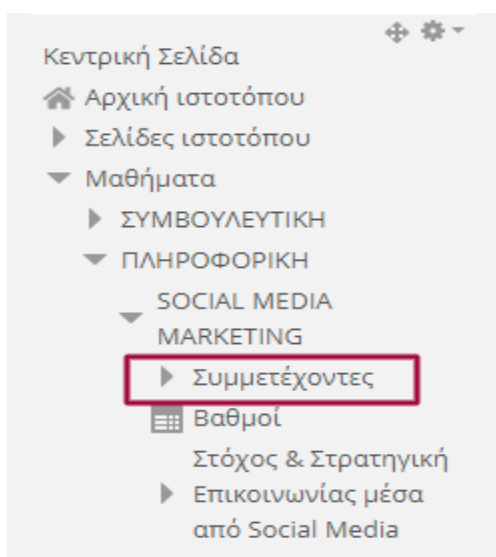 Κεντρική Σελίδα
Αρχική ιστοτόπου
Σελίδες ιστοτόπου
Μαθήματα
ΣΥΜΒΟΥΛΕΥΤΙΚΗ
ΠΛΗΡΟΦΟΡΙΚΗ
SOCIAL MEDIA
MARKETING
Συμμετέχοντες
Βαθμοί
Στόχος & Στρατηγική
Επικοινωνίας μέσα
από Social Media